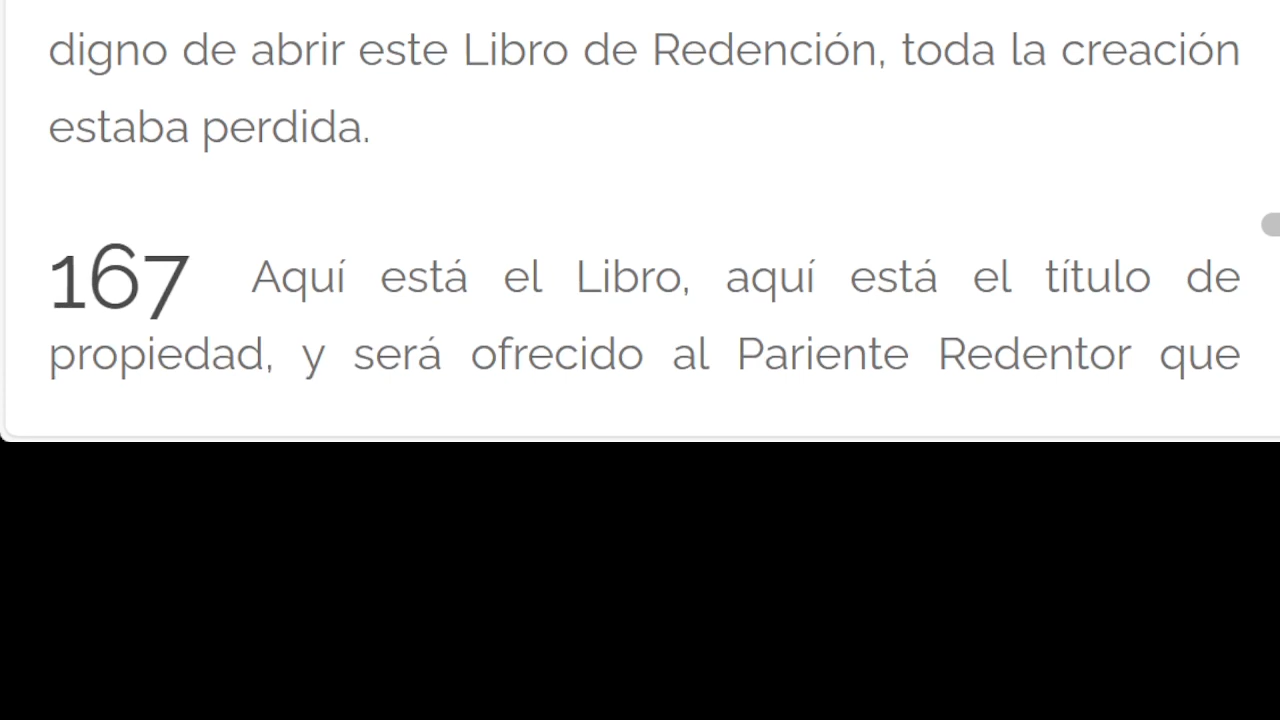 digno de abrir este Libro de Redención, toda la creación
estaba perdida.
167 Aquí está el Libro, aquí está el título de
propiedad, y será ofrecido al Pariente Redentor que